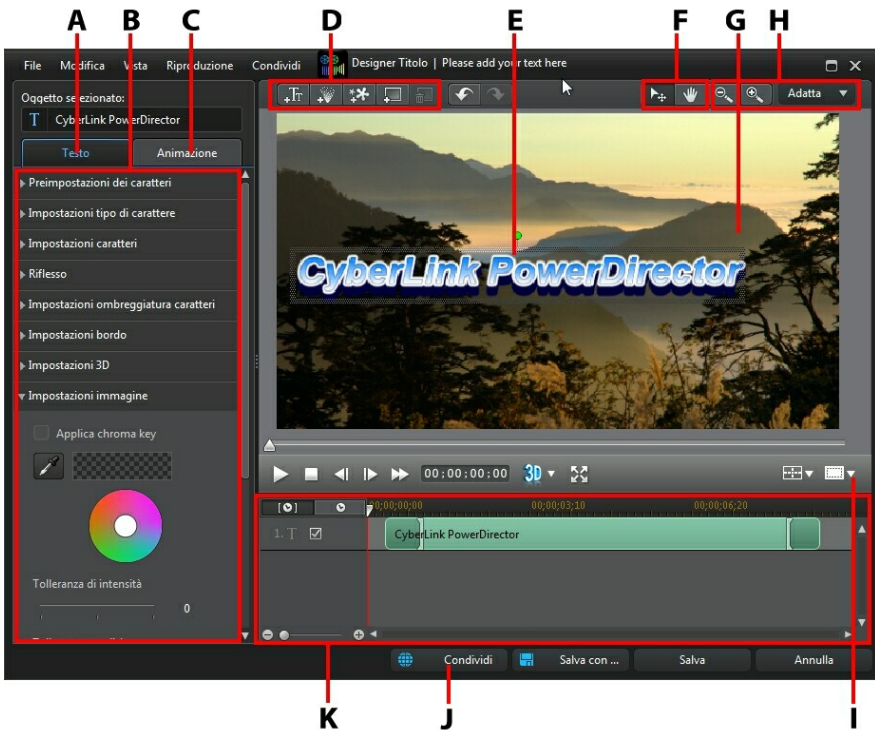 A B C D E F G H
File Modifica Vista Riproduzione Condividi Designer Titolo | Please add your text here
Oggetto selezionato:
T CyberLink PowerDirector
Testo Animazione
Adatta
Preimpostazioni dei caratteri
Impostazioni tipo di carattere
Impostazioni caratteri
Riflesso
Impostazioni ombreggiatura caratteri
Impostazioni bordo
Impostazioni 3D
Impostazioni immagine
Applica chroma key
Tolleranza di intensità
0
CyberLink PowerDirector
00;00;00;00 3D
00;00;00;00 00;00;03;10 00;00;06;20
1. T CyberLink PowerDirector
Condividi Salva con ... Salva Annulla
K J I